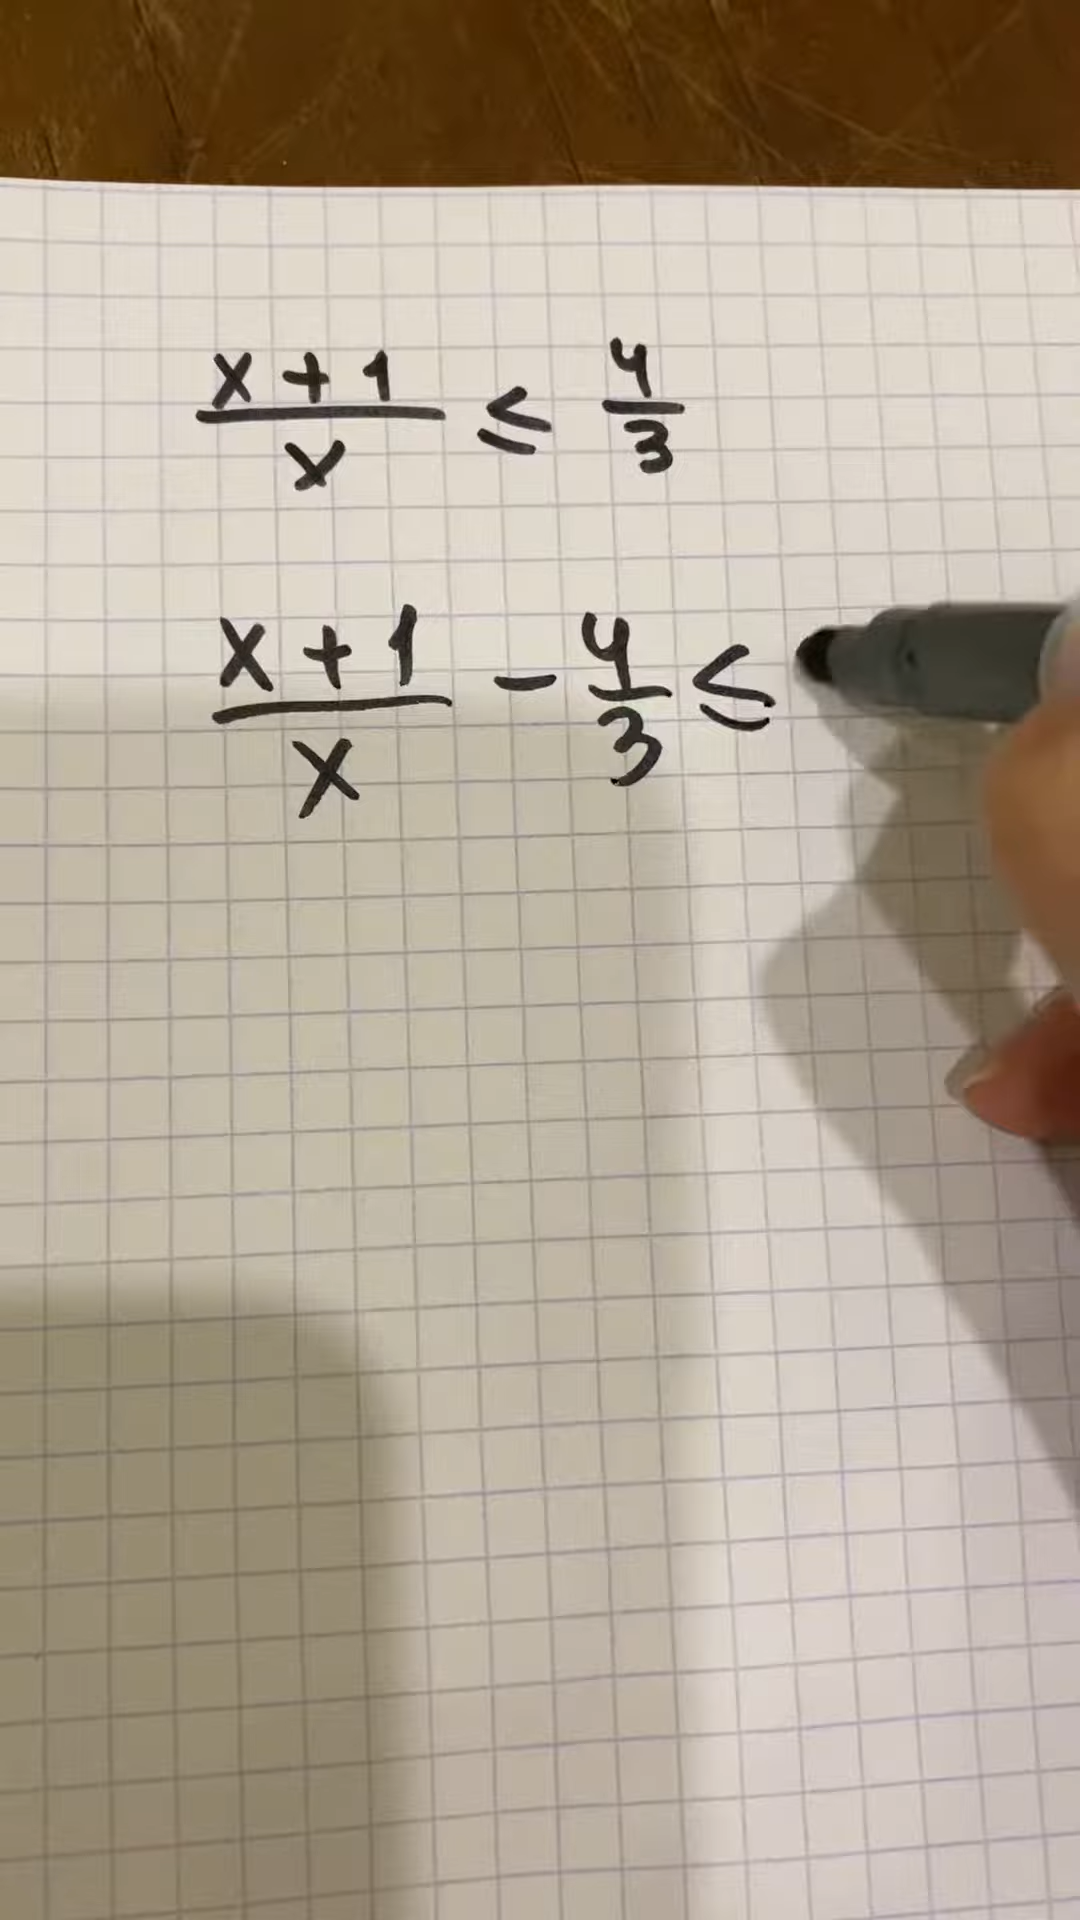 x + 1 / x ≤ 4 / 3
x + 1 / x - 4 / 3 ≤